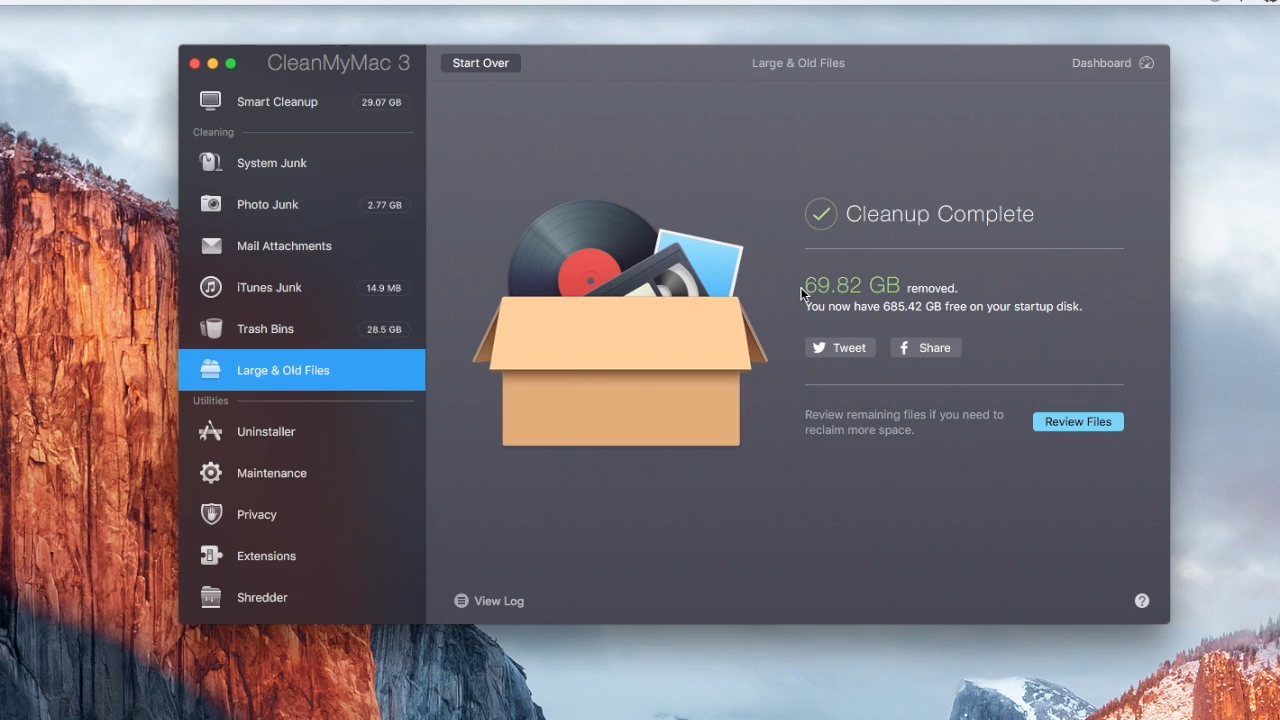 CleanMyMac 3
Start Over
Large & Old Files
Dashboard
Smart Cleanup 29.07 GB
Cleaning
System Junk
Photo Junk 2.77 GB
Mail Attachments
iTunes Junk 14.9 MB
Trash Bins 28.5 GB
Large & Old Files
Utilities
Uninstaller
Maintenance
Privacy
Extensions
Shredder
Cleanup Complete
69.82 GB removed.
You now have 685.42 GB free on your startup disk.
Tweet
Share
Review remaining files if you need to
reclaim more space.
Review Files
View Log
?